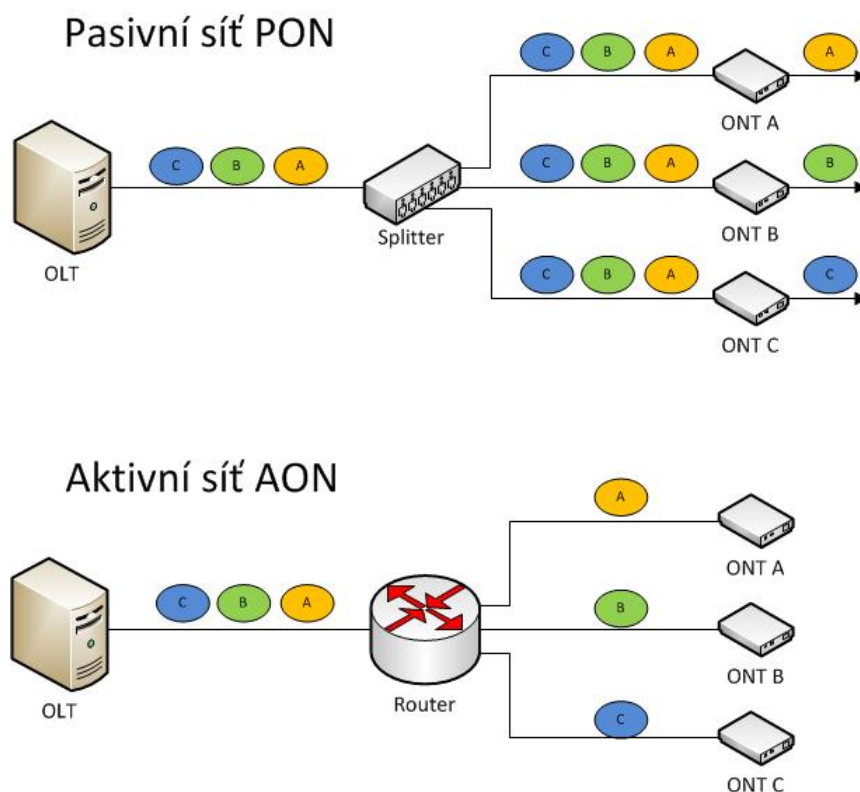 Pasivní síť PON
C B A A
ONT A
C B A
C B A B
OLT
Splitter
ONT B
C B A C
ONT C
Aktivní síť AON
A
ONT A
C B A
B
OLT
Router
ONT B
C
ONT C